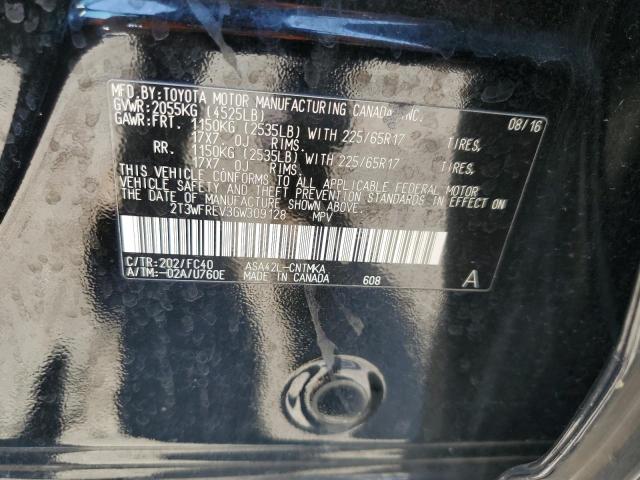 MFD.BY:TOYOTA MOTOR MANUFACTURING CANADA INC.
08/16
GVWR:2055KG (4525LB)
GAWR:FRT. 1150KG (2535LB) WITH 225/65R17 TIRES,
17X7.0J RIMS.
RR. 1150KG (2535LB) WITH 225/65R17 TIRES,
17X7.0J RIMS.
THIS VEHICLE CONFORMS TO ALL APPLICABLE FEDERAL MOTOR
VEHICLE SAFETY AND THEFT PREVENTION STANDARDS IN EFFECT ON
THE DATE OF MANUFACTURE SHOWN ABOVE.
2T3WFREV3GW309128 MPV
C/TR:202/FC40 ASA42L-CNTMKA
A/TM:-02A/U760E MADE IN CANADA 608 A